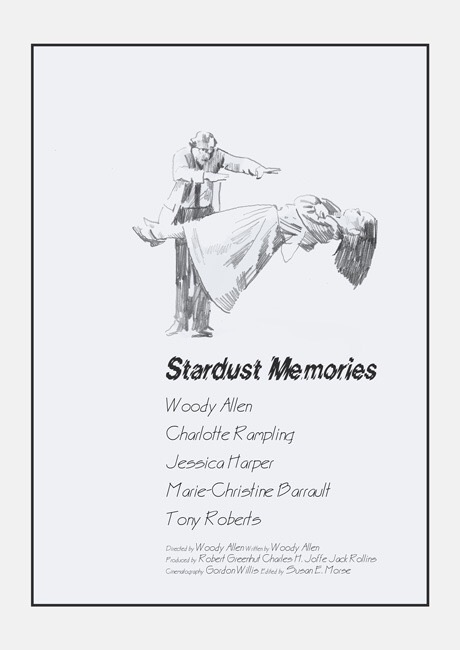 Stardust Memories
Woody Allen
Charlotte Rampling
Jessica Harper
Marie-Christine Barrault
Tony Roberts
Directed by Woody Allen Written by Woody Allen
Produced by Robert Greenhut Charles H. Joffe Jack Rollins
Cinematography Gordon Willis Edited by Susan E. Morse